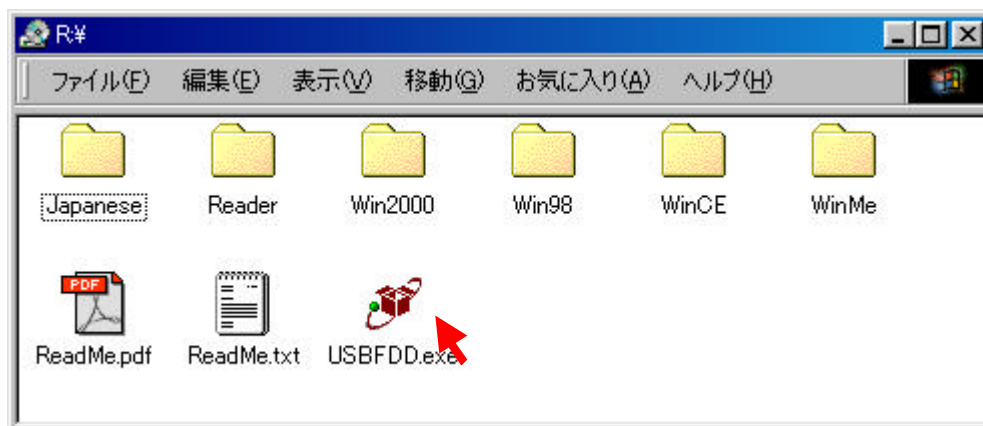 R:¥
ファイル(F) 編集(E) 表示(V) 移動(G) お気に入り(A) ヘルプ(H)
Japanese Reader Win2000 Win98 WinCE WinMe
PDF
ReadMe.pdf ReadMe.txt USBFDD.exe